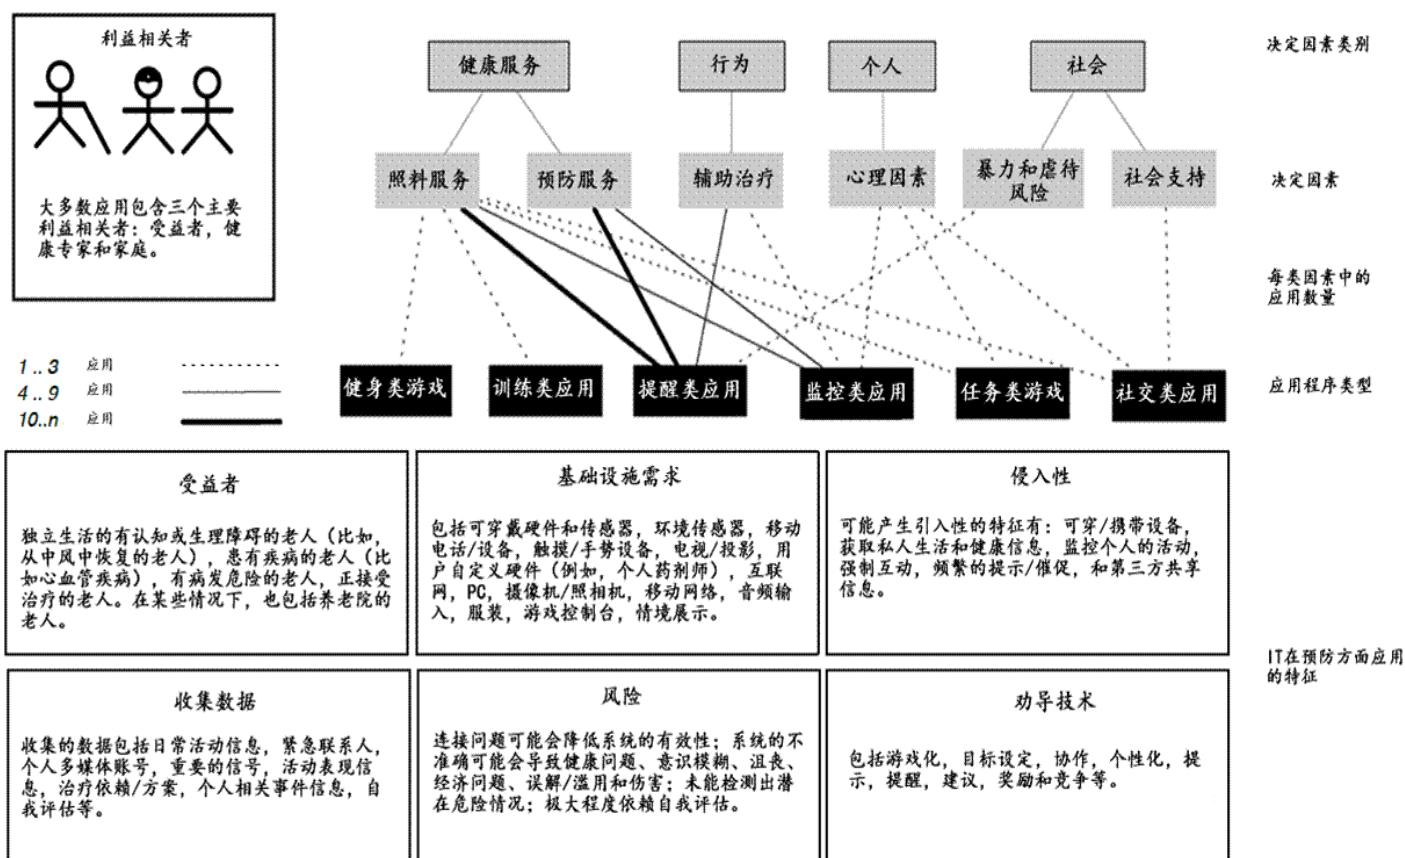 利益相关者
大多数应用包含三个主要
利益相关者：受益者，健
康专家和家庭。
健康服务
行为
个人
社会
决定因素类别
照料服务
预防服务
辅助治疗
心理因素
暴力和虐待
风险
社会支持
决定因素
每类因素中的
应用数量
1 .. 3 应用
4 .. 9 应用
10..n 应用
健身类游戏
训练类应用
提醒类应用
监控类应用
任务类游戏
社交类应用
应用程序类型
受益者
独立生活的有认知或生理障碍的老人（比如，
从中风中恢复的老人），患有疾病的老人（比
如心血管疾病），有病发危险的老人，正接受
治疗的老人。在某些情况下，也包括养老院的
老人。
基础设施需求
包括可穿戴硬件和传感器，环境传感器，移动
电话/设备，触摸/手势设备，电视/投影，用
户自定义硬件（例如，个人药剂师），互联
网，PC，摄像机/照相机，移动网络，音频输
入，服装，游戏控制台，情境展示。
侵入性
可能产生引入性的特征有：可穿/携带设备，
获取私人生活和健康信息，监控个人的活动，
强制互动，频繁的提示/催促，和第三方共享
信息。
收集数据
收集的数据包括日常活动信息，紧急联系人，
个人多媒体账号，重要的信号，活动表现信
息，治疗依赖/方案，个人相关事件信息，自
我评估等。
风险
连接问题可能会降低系统的有效性；系统的不
准确可能会导致健康问题、意识模糊、沮丧、
经济问题、误解/滥用和伤害；未能检测出潜
在危险情况；极大程度依赖自我评估。
劝导技术
包括游戏化，目标设定，协作，个性化，提
示，提醒，建议，奖励和竞争等。
IT在预防方面应用
的特征